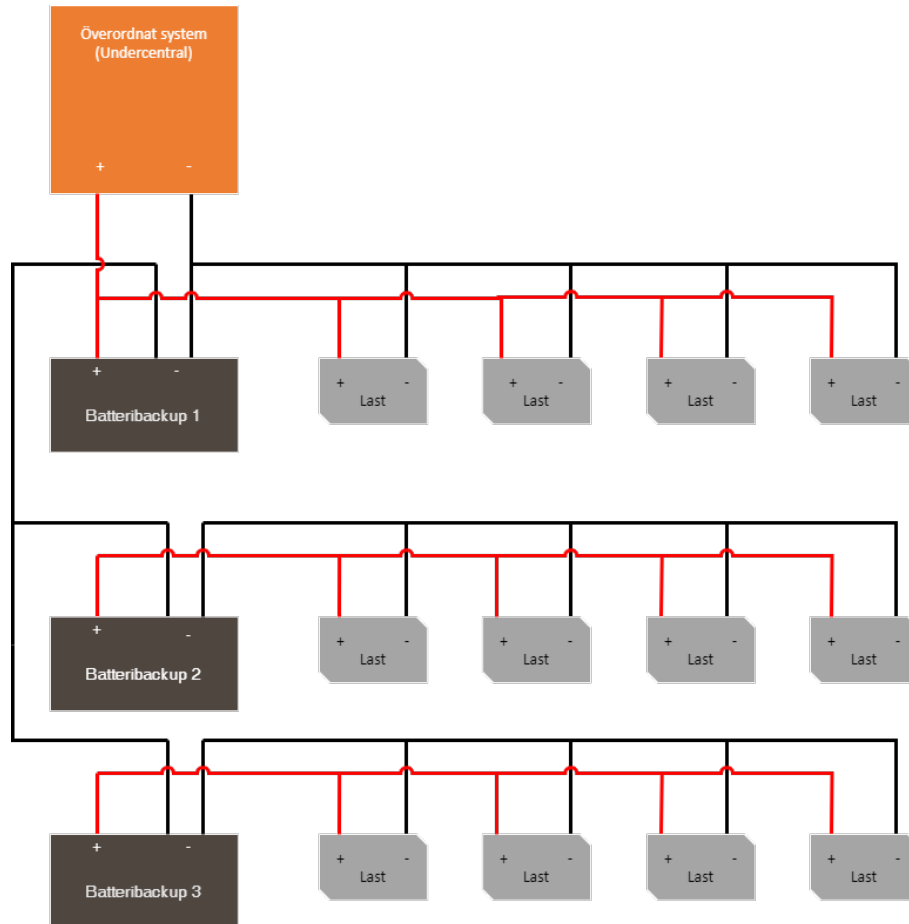 Överordnat system
(Undercentral)
+ -
+ -
Batteribackup 1
+ -
Last
+ -
Last
+ -
Last
+ -
Last
+ -
Batteribackup 2
+ -
Last
+ -
Last
+ -
Last
+ -
Last
+ -
Batteribackup 3
+ -
Last
+ -
Last
+ -
Last
+ -
Last